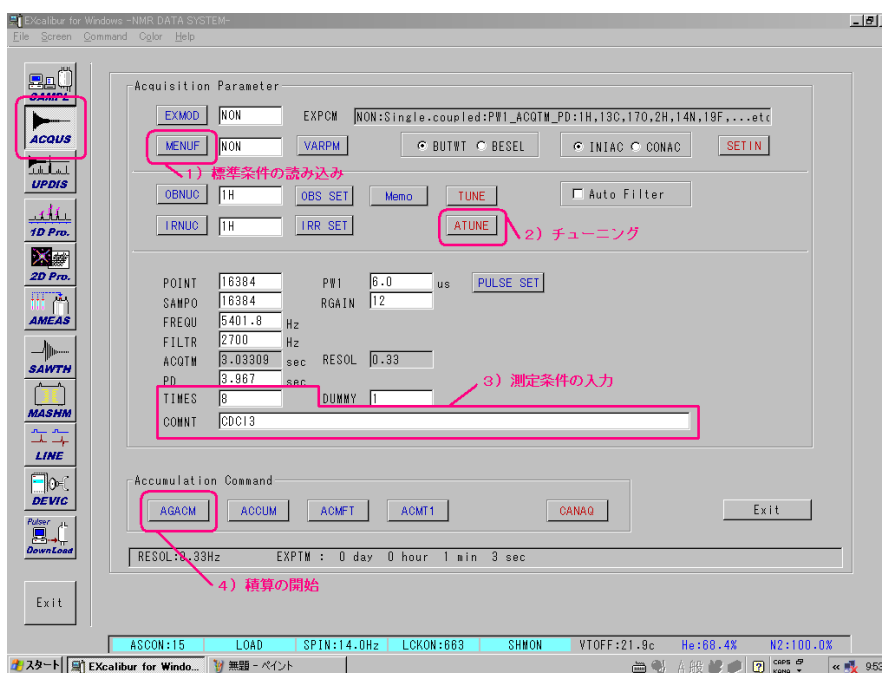 EXcalibur for Windows -NMR DATA SYSTEM-
File Screen Command Color Help
SAMPL
ACQUS
UPDIS
1D Pro.
2D Pro.
AMEAS
SAWTH
MASHM
LINE
DEVIC
Pulser
DownLoad
Exit
Acquisition Parameter
EXMOD NON EXPCM NON:Single.coupled:PW1_ACQTM_PD:1H,13C,17O,2H,14N,19F,...etc
MENUF NON VARPM BUTWT BESEL INIAC CONAC SETIN
1) 標準条件の読み込み
OBNUC 1H OBS SET Memo TUNE Auto Filter
IRNUC 1H IRR SET ATUNE
2) チューニング
POINT 16384 PW1 6.0 us PULSE SET
SAMPO 16384 RGAIN 12
FREQU 5401.8 Hz
FILTR 2700 Hz
ACQTM 3.03309 sec RESOL 0.33
PD 3.967 sec
3) 測定条件の入力
TIMES 8 DUMMY 1
COMNT CDCl3
Accumulation Command
AGACM ACCUM ACMFT ACMT1 CANAQ Exit
RESOL:0.33Hz EXPTM : 0 day 0 hour 1 min 3 sec
4) 積算の開始
ASCON:15 LOAD SPIN:14.0Hz LCKON:663 SHMON VTOFF:21.9c He:68.4% N2:100.0%
スタート EXcalibur for Windo... 無題 - ペイント A 般 CAPS KANA « 953